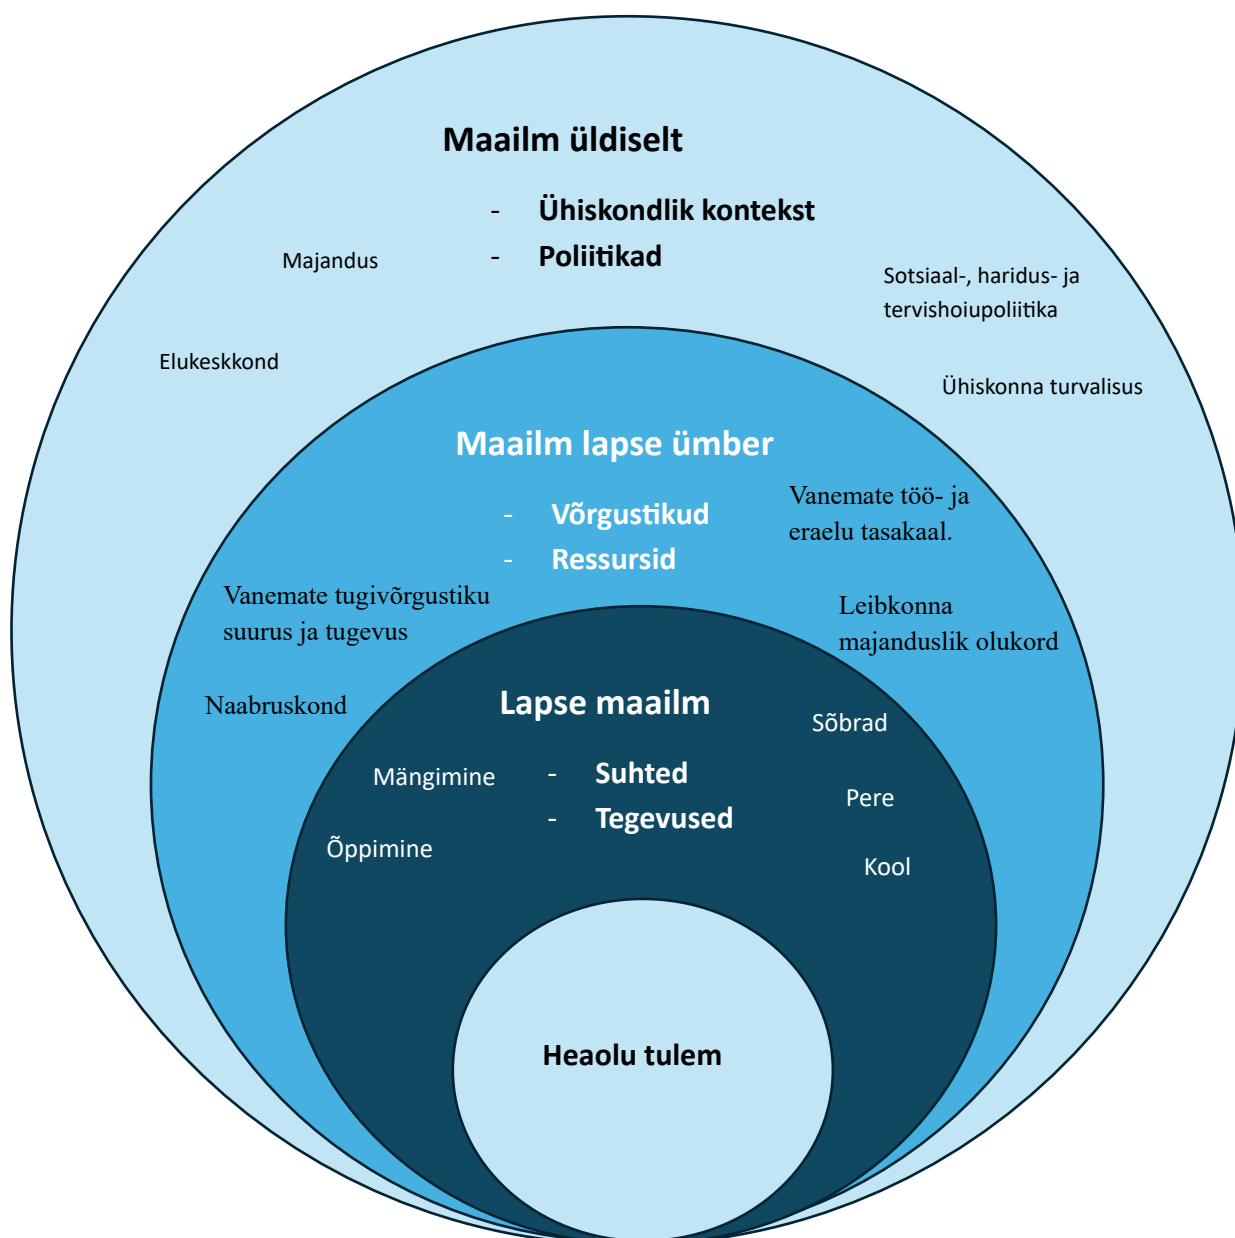 Maailm üldiselt
- Ühiskondlik kontekst
- Poliitikad
Majandus
Sotsiaal-, haridus- ja
tervishoiupoliitika
Elukeskkond
Ühiskonna turvalisus
Maailm lapse ümber
- Võrgustikud
- Ressursid
Vanemate töö- ja
eraelu tasakaal.
Vanemate tugivõrgustiku
suurus ja tugevus
Leibkonna
majanduslik olukord
Naabruskond
Lapse maailm
- Suhted
- Tegevused
Mängimine
Õppimine
Sõbrad
Pere
Kool
Heaolu tulem